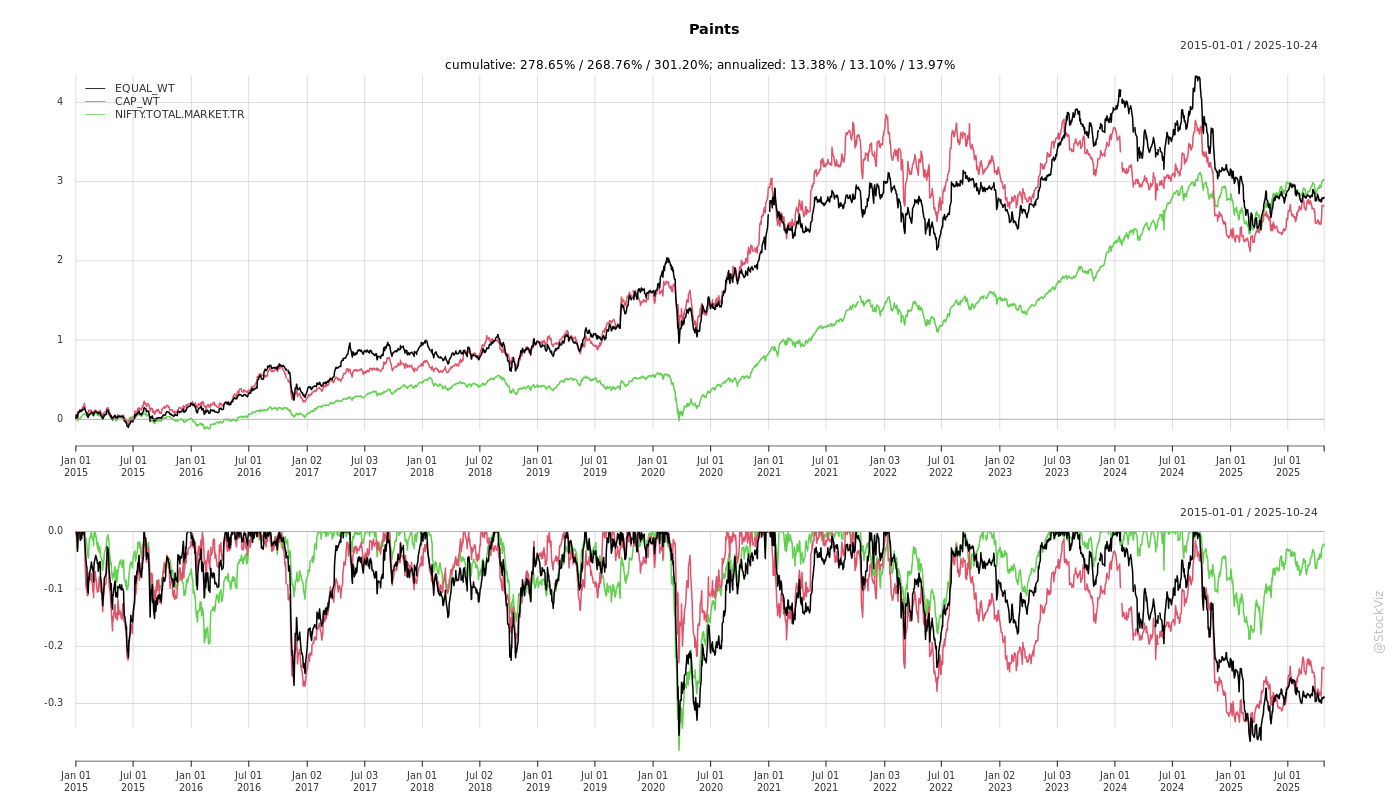 Paints
2015-01-01 / 2025-10-24
cumulative: 278.65% / 268.76% / 301.20%; annualized: 13.38% / 13.10% / 13.97%
EQUAL_WT
CAP_WT
NIFTY.TOTAL.MARKET.TR
4
3
2
1
0
Jan 01 Jul 01 Jan 01 Jul 01 Jan 02 Jul 03 Jan 01 Jul 02 Jan 01 Jul 01 Jan 01 Jul 01 Jan 01 Jul 01 Jan 03 Jul 01 Jan 02 Jul 03 Jan 01 Jul 01 Jan 01 Jul 01
2015 2015 2016 2016 2017 2017 2018 2018 2019 2019 2020 2020 2021 2021 2022 2022 2023 2023 2024 2024 2025 2025
2015-01-01 / 2025-10-24
0.0
-0.1
-0.2
-0.3
Jan 01 Jul 01 Jan 01 Jul 01 Jan 02 Jul 03 Jan 01 Jul 02 Jan 01 Jul 01 Jan 01 Jul 01 Jan 01 Jul 01 Jan 03 Jul 01 Jan 02 Jul 03 Jan 01 Jul 01 Jan 01 Jul 01
2015 2015 2016 2016 2017 2017 2018 2018 2019 2019 2020 2020 2021 2021 2022 2022 2023 2023 2024 2024 2025 2025
@StockViz